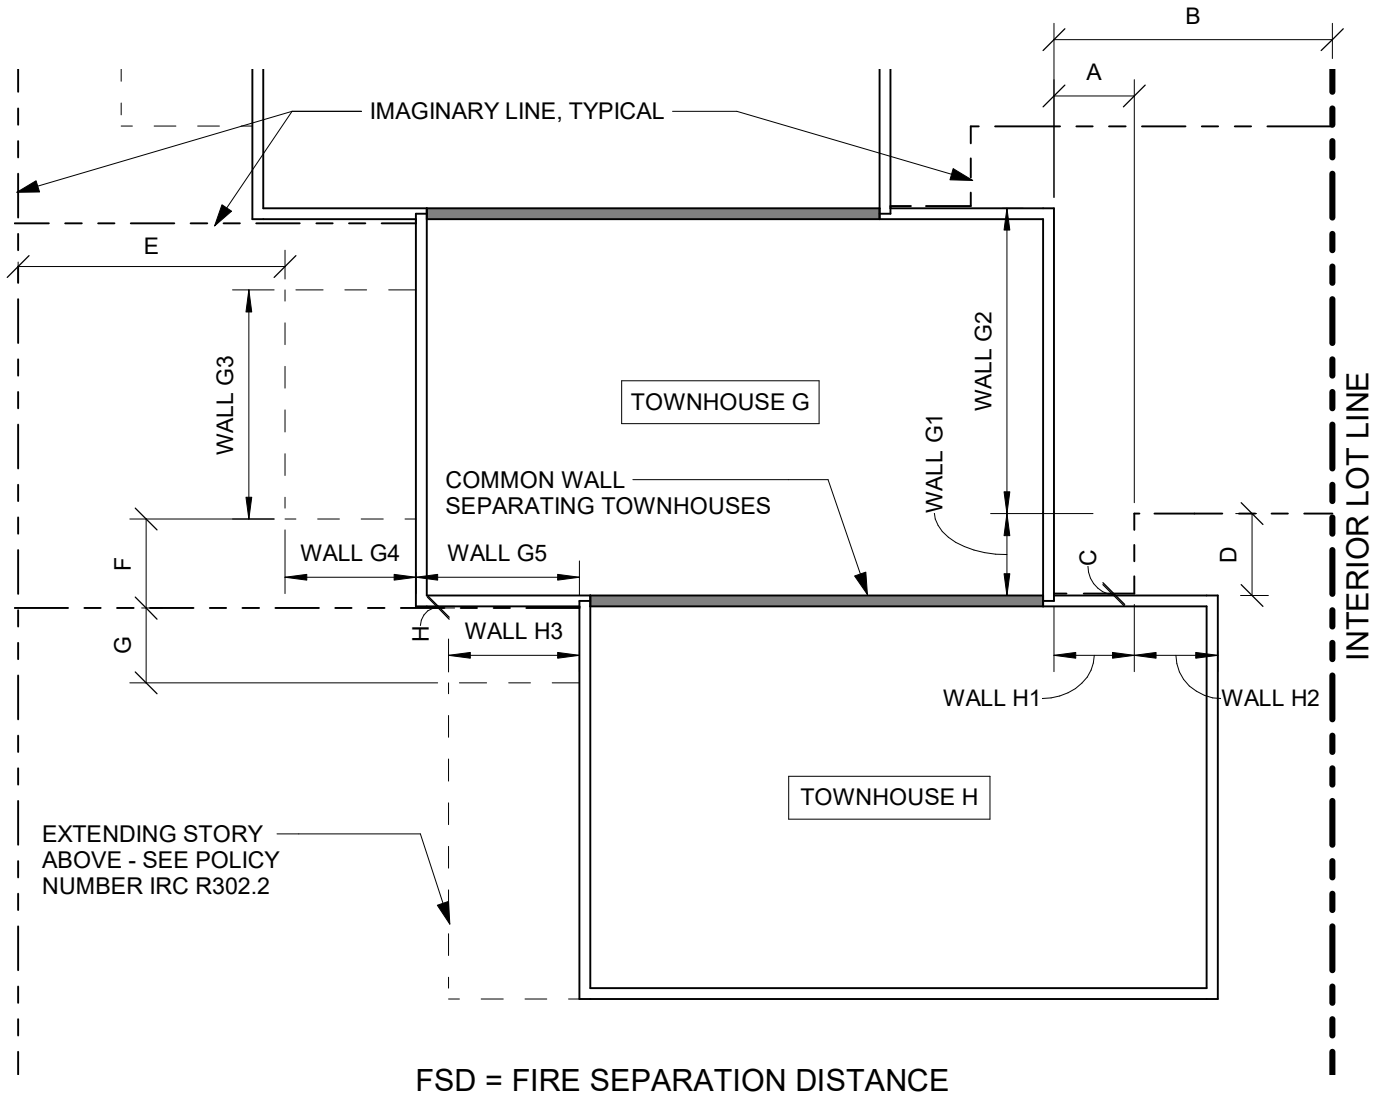 B
A
IMAGINARY LINE, TYPICAL
E
WALL G3
WALL G2
TOWNHOUSE G
INTERIOR LOT LINE
WALL G1
COMMON WALL
SEPARATING TOWNHOUSES
F
WALL G4
WALL G5
C
D
H
WALL H3
G
WALL H1
WALL H2
TOWNHOUSE H
EXTENDING STORY
ABOVE - SEE POLICY
NUMBER IRC R302.2
FSD = FIRE SEPARATION DISTANCE